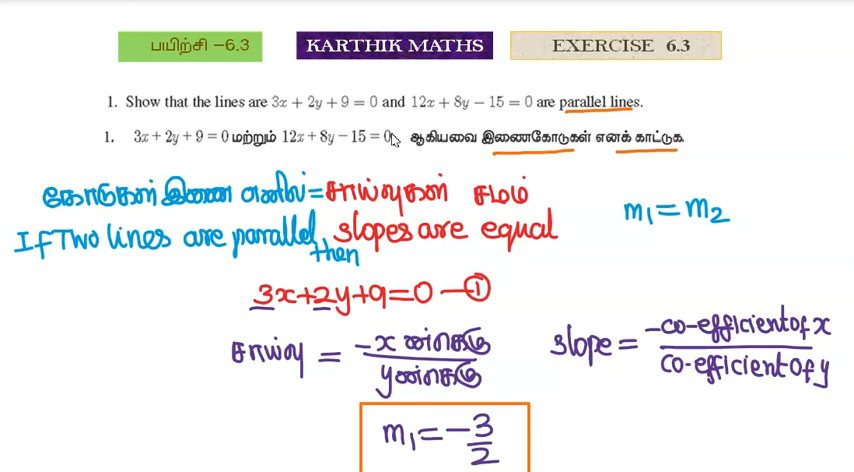 பயிற்சி -6.3 KARTHIK MATHS EXERCISE 6.3
1. Show that the lines are 3x + 2y + 9 = 0 and 12x + 8y − 15 = 0 are parallel lines.
1. 3x + 2y + 9 = 0 மற்றும் 12x + 8y − 15 = 0 ஆகியவை இணைகோடுகள் எனக் காட்டுக.
கோடுகள் இணை எனில் = சாய்வுகள் சமம்
If Two lines are parallel, then slopes are equal
m₁ = m₂
3x+2y+9=0 — ①
சாய்வு = -x ன்கெழு / y ன்கெழு
slope = -co-efficient of x / co-efficient of y
m₁ = -3/2